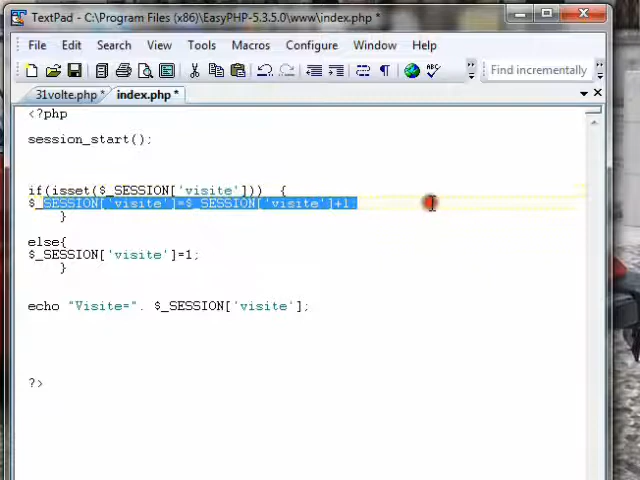 TextPad - C:\Program Files (x86)\EasyPHP-5.3.5.0\www\index.php *
File Edit Search View Tools Macros Configure Window Help
Find incrementally
31volte.php * index.php *
<?php
session_start();
if(isset($_SESSION['visite'])) {
$_SESSION['visite']=$_SESSION['visite']+1;
}
else{
$_SESSION['visite']=1;
}
echo "Visite=". $_SESSION['visite'];
?>